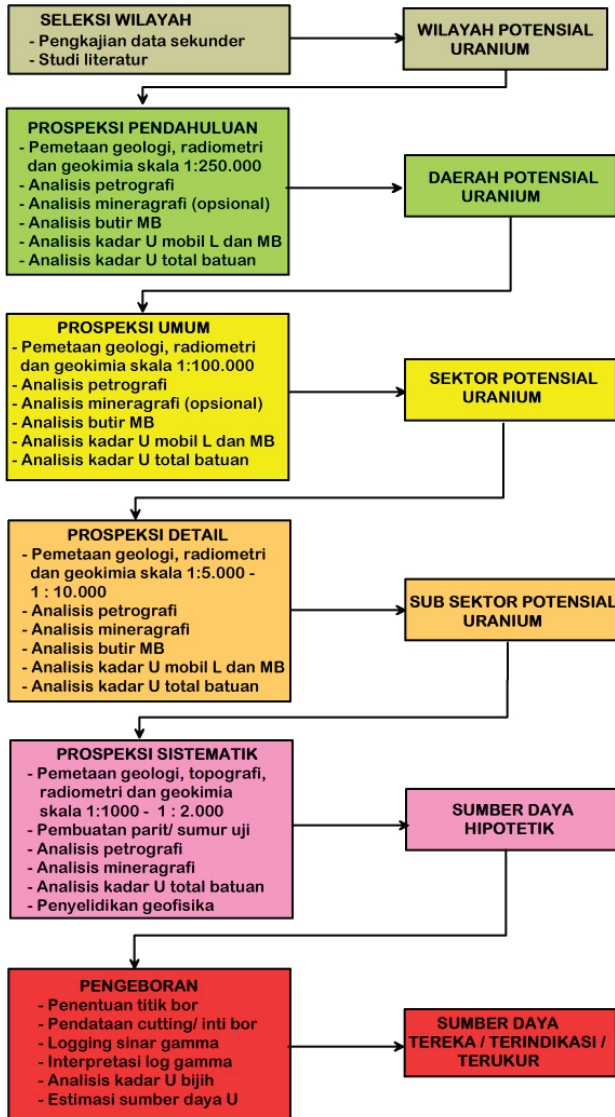 SELEKSI WILAYAH
- Pengkajian data sekunder
- Studi literatur
WILAYAH POTENSIAL
URANIUM
PROSPEKSI PENDAHULUAN
- Pemetaan geologi, radiometri
dan geokimia skala 1:250.000
- Analisis petrografi
- Analisis mineragrafi (opsional)
- Analisis butir MB
- Analisis kadar U mobil L dan MB
- Analisis kadar U total batuan
DAERAH POTENSIAL
URANIUM
PROSPEKSI UMUM
- Pemetaan geologi, radiometri
dan geokimia skala 1:100.000
- Analisis petrografi
- Analisis mineragrafi (opsional)
- Analisis butir MB
- Analisis kadar U mobil L dan MB
- Analisis kadar U total batuan
SEKTOR POTENSIAL
URANIUM
PROSPEKSI DETAIL
- Pemetaan geologi, radiometri
dan geokimia skala 1:5.000 -
1 : 10.000
- Analisis petrografi
- Analisis mineragrafi
- Analisis butir MB
- Analisis kadar U mobil L dan MB
- Analisis kadar U total batuan
SUB SEKTOR POTENSIAL
URANIUM
PROSPEKSI SISTEMATIK
- Pemetaan geologi, topografi,
radiometri dan geokimia
skala 1:1000 - 1 : 2.000
- Pembuatan parit/ sumur uji
- Analisis petrografi
- Analisis mineragrafi
- Analisis kadar U total batuan
- Penyelidikan geofisika
SUMBER DAYA
HIPOTETIK
PENGEBORAN
- Penentuan titik bor
- Pendataan cutting/ inti bor
- Logging sinar gamma
- Interpretasi log gamma
- Analisis kadar U bijih
- Estimasi sumber daya U
SUMBER DAYA
TEREKA / TERINDIKASI /
TERUKUR